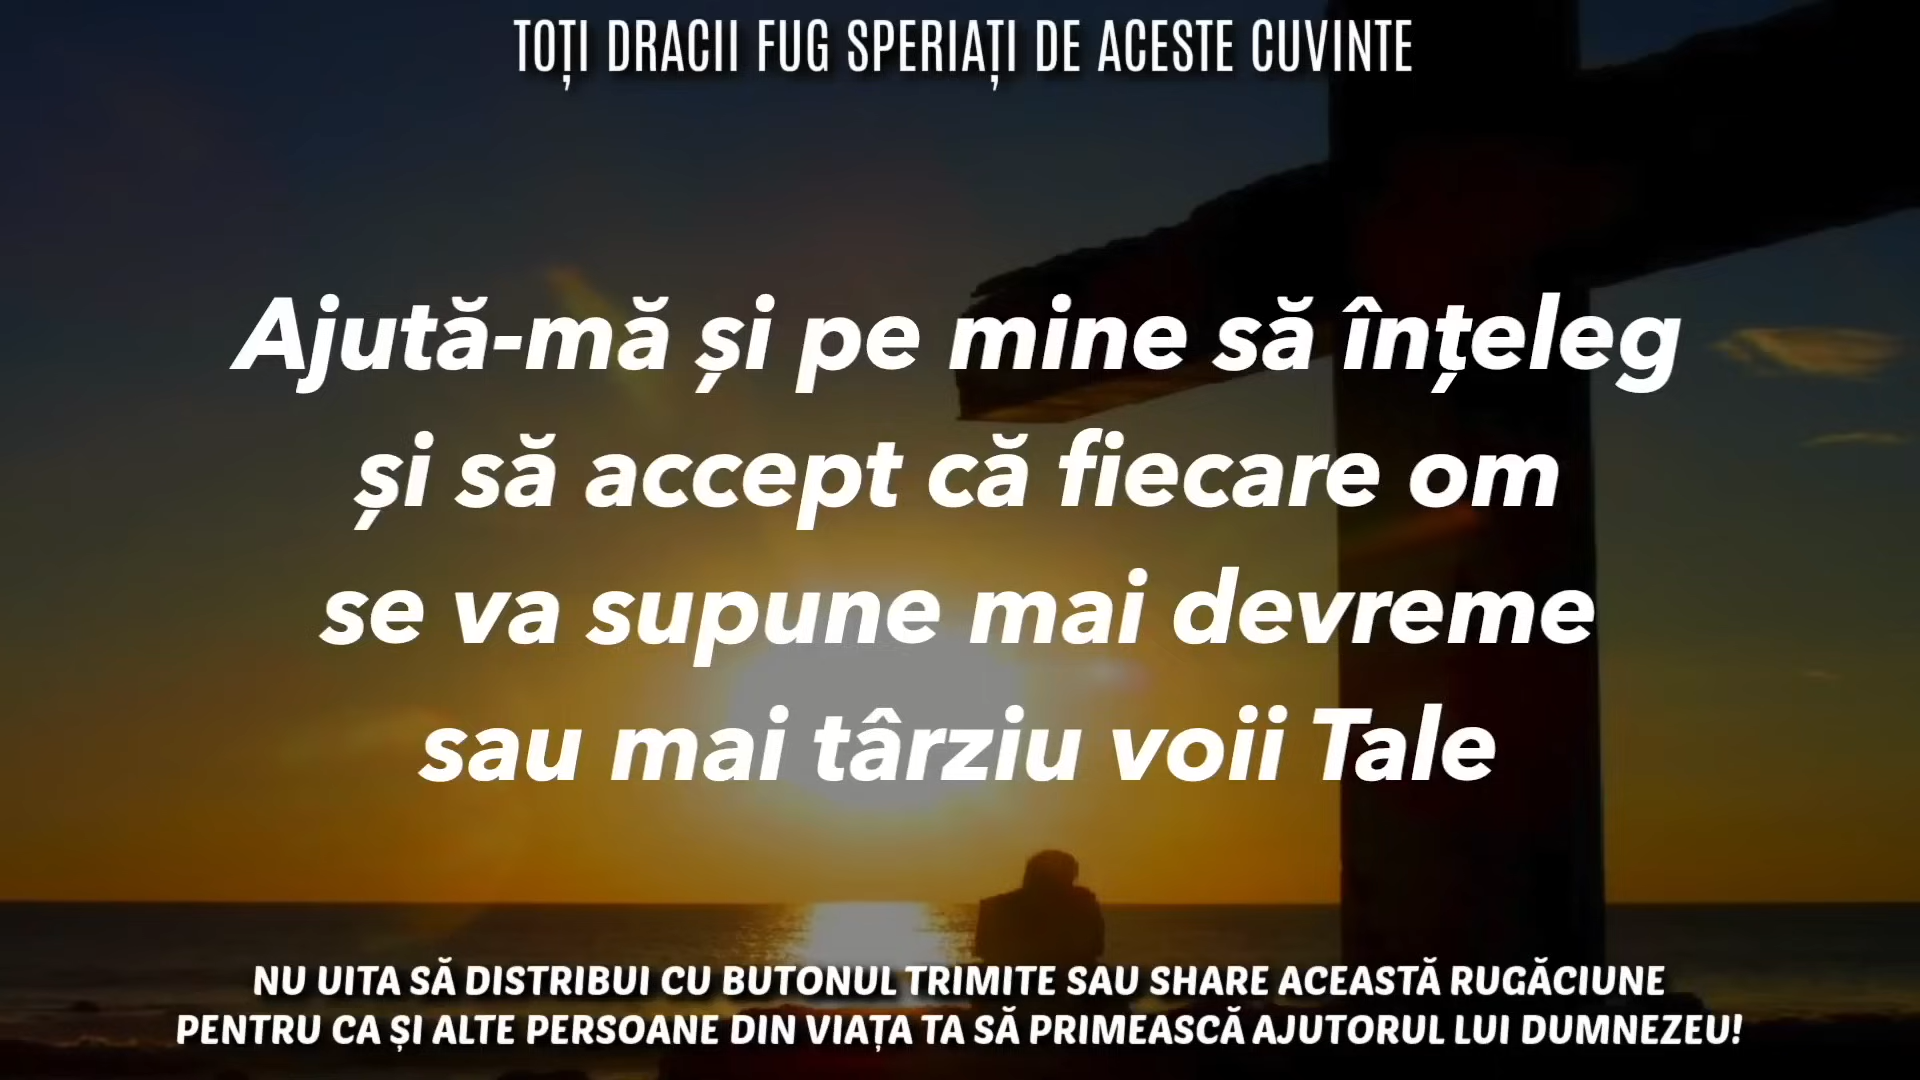 TOȚI DRACII FUG SPERIAȚI DE ACESTE CUVINTE
Ajută-mă și pe mine să înțeleg
și să accept că fiecare om
se va supune mai devreme
sau mai târziu voii Tale
NU UITA SĂ DISTRIBUI CU BUTONUL TRIMITE SAU SHARE ACEASTĂ RUGĂCIUNE
PENTRU CA ȘI ALTE PERSOANE DIN VIAȚA TA SĂ PRIMEASCĂ AJUTORUL LUI DUMNEZEU!